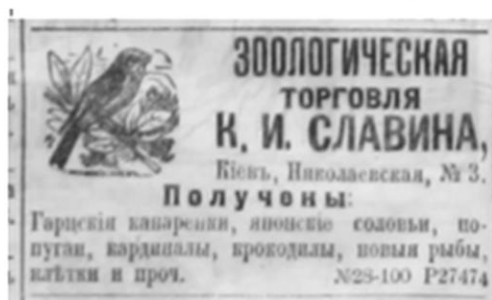 ЗООЛОГИЧЕСКАЯ
ТОРГОВЛЯ
К. И. СЛАВИНА,
Кіевъ, Николаевская, № 3.
Получены:
Гарцскія канарейки, японскіе соловьи, по-
пугаи, кардиналы, крокодилы, новыя рыбы,
клѣтки и проч. №28-100 Р27474